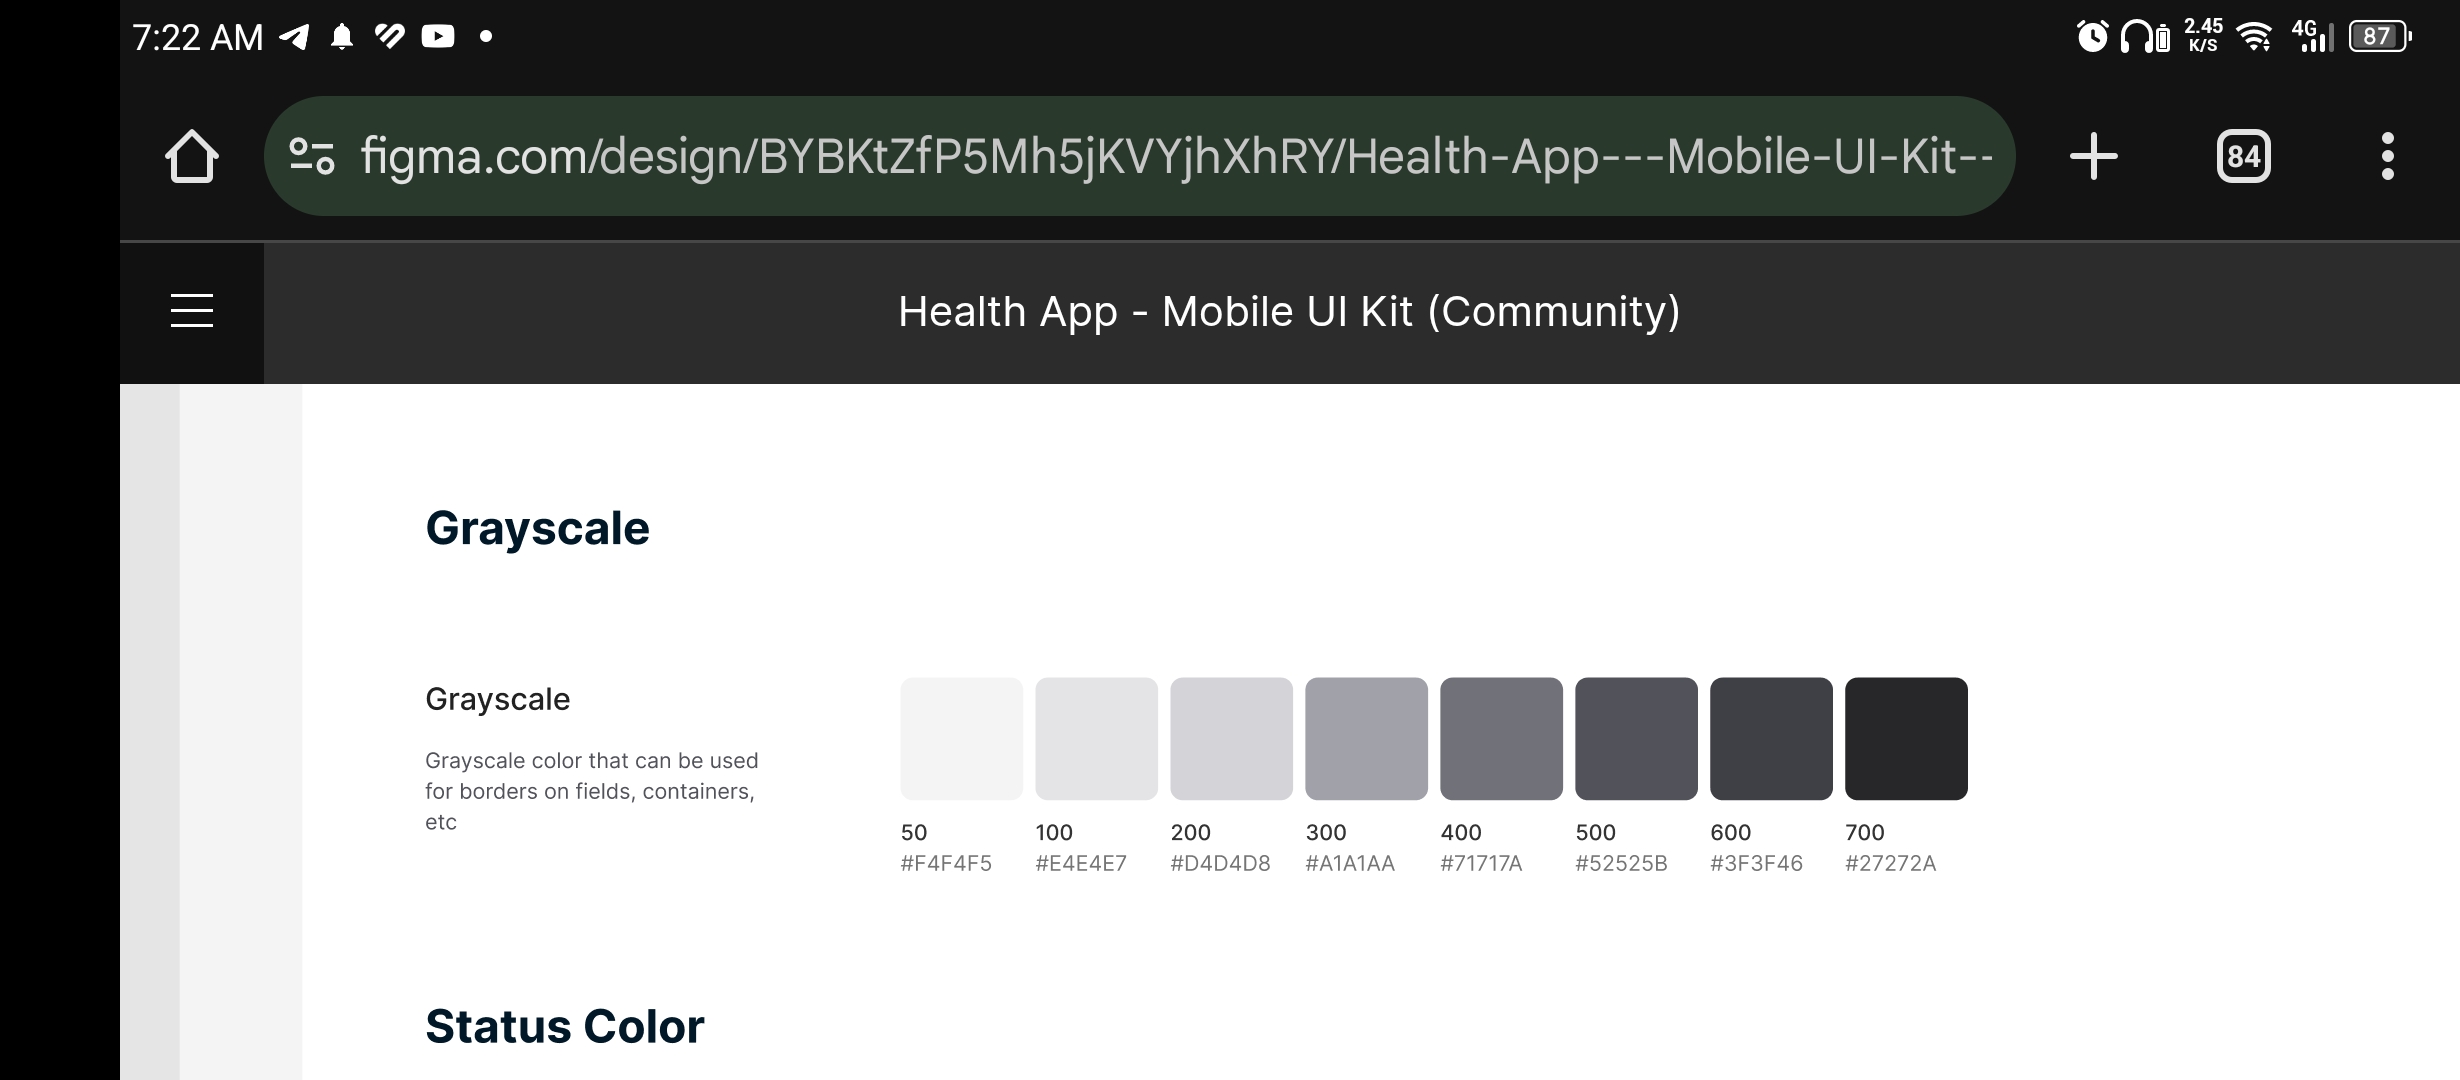 7:22 AM
2.45
K/S
4G
87
figma.com/design/BYBKtZfP5Mh5jKVYjhXhRY/Health-App---Mobile-UI-Kit--
84
Health App - Mobile UI Kit (Community)
Grayscale
Grayscale
Grayscale color that can be used
for borders on fields, containers,
etc
50 100 200 300 400 500 600 700
#F4F4F5 #E4E4E7 #D4D4D8 #A1A1AA #71717A #52525B #3F3F46 #27272A
Status Color